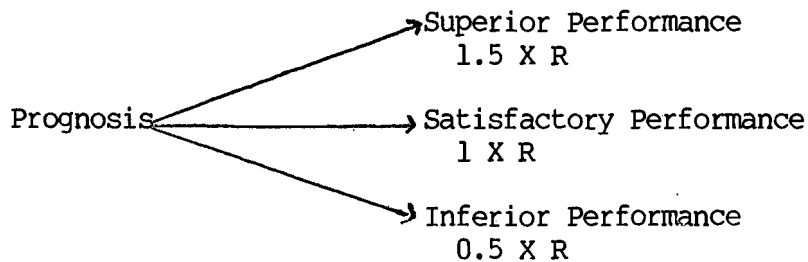 Superior Performance
1.5 X R
Prognosis
Satisfactory Performance
1 X R
Inferior Performance
0.5 X R